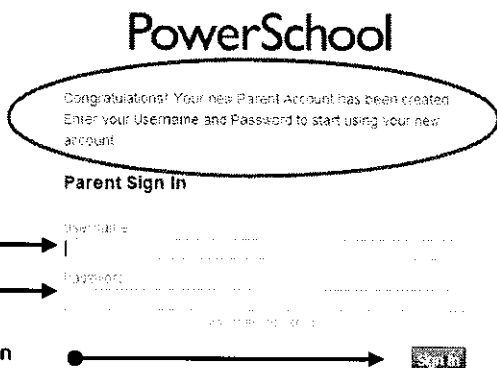 PowerSchool
Congratulations! Your new Parent Account has been created.
Enter your Username and Password to start using your new
account.
Parent Sign In
Username
Password
n
Sign In